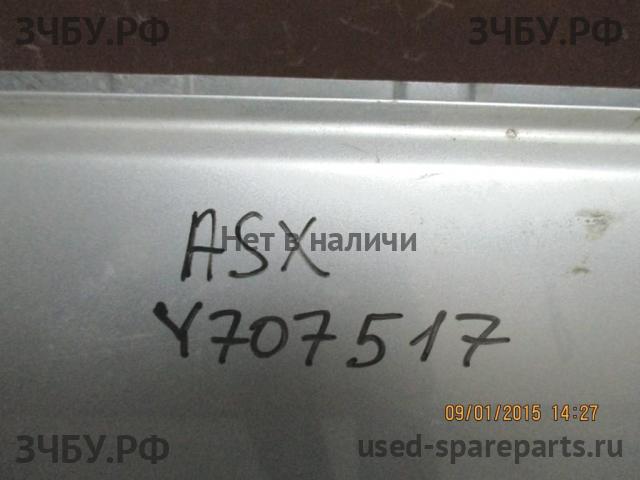 ЗЧБУ.РФ ЗЧБУ.РФ
ASX
Нет в наличи
Y707517
09/01/2015 14:27
ЗЧБУ.РФ used-spareparts.ru